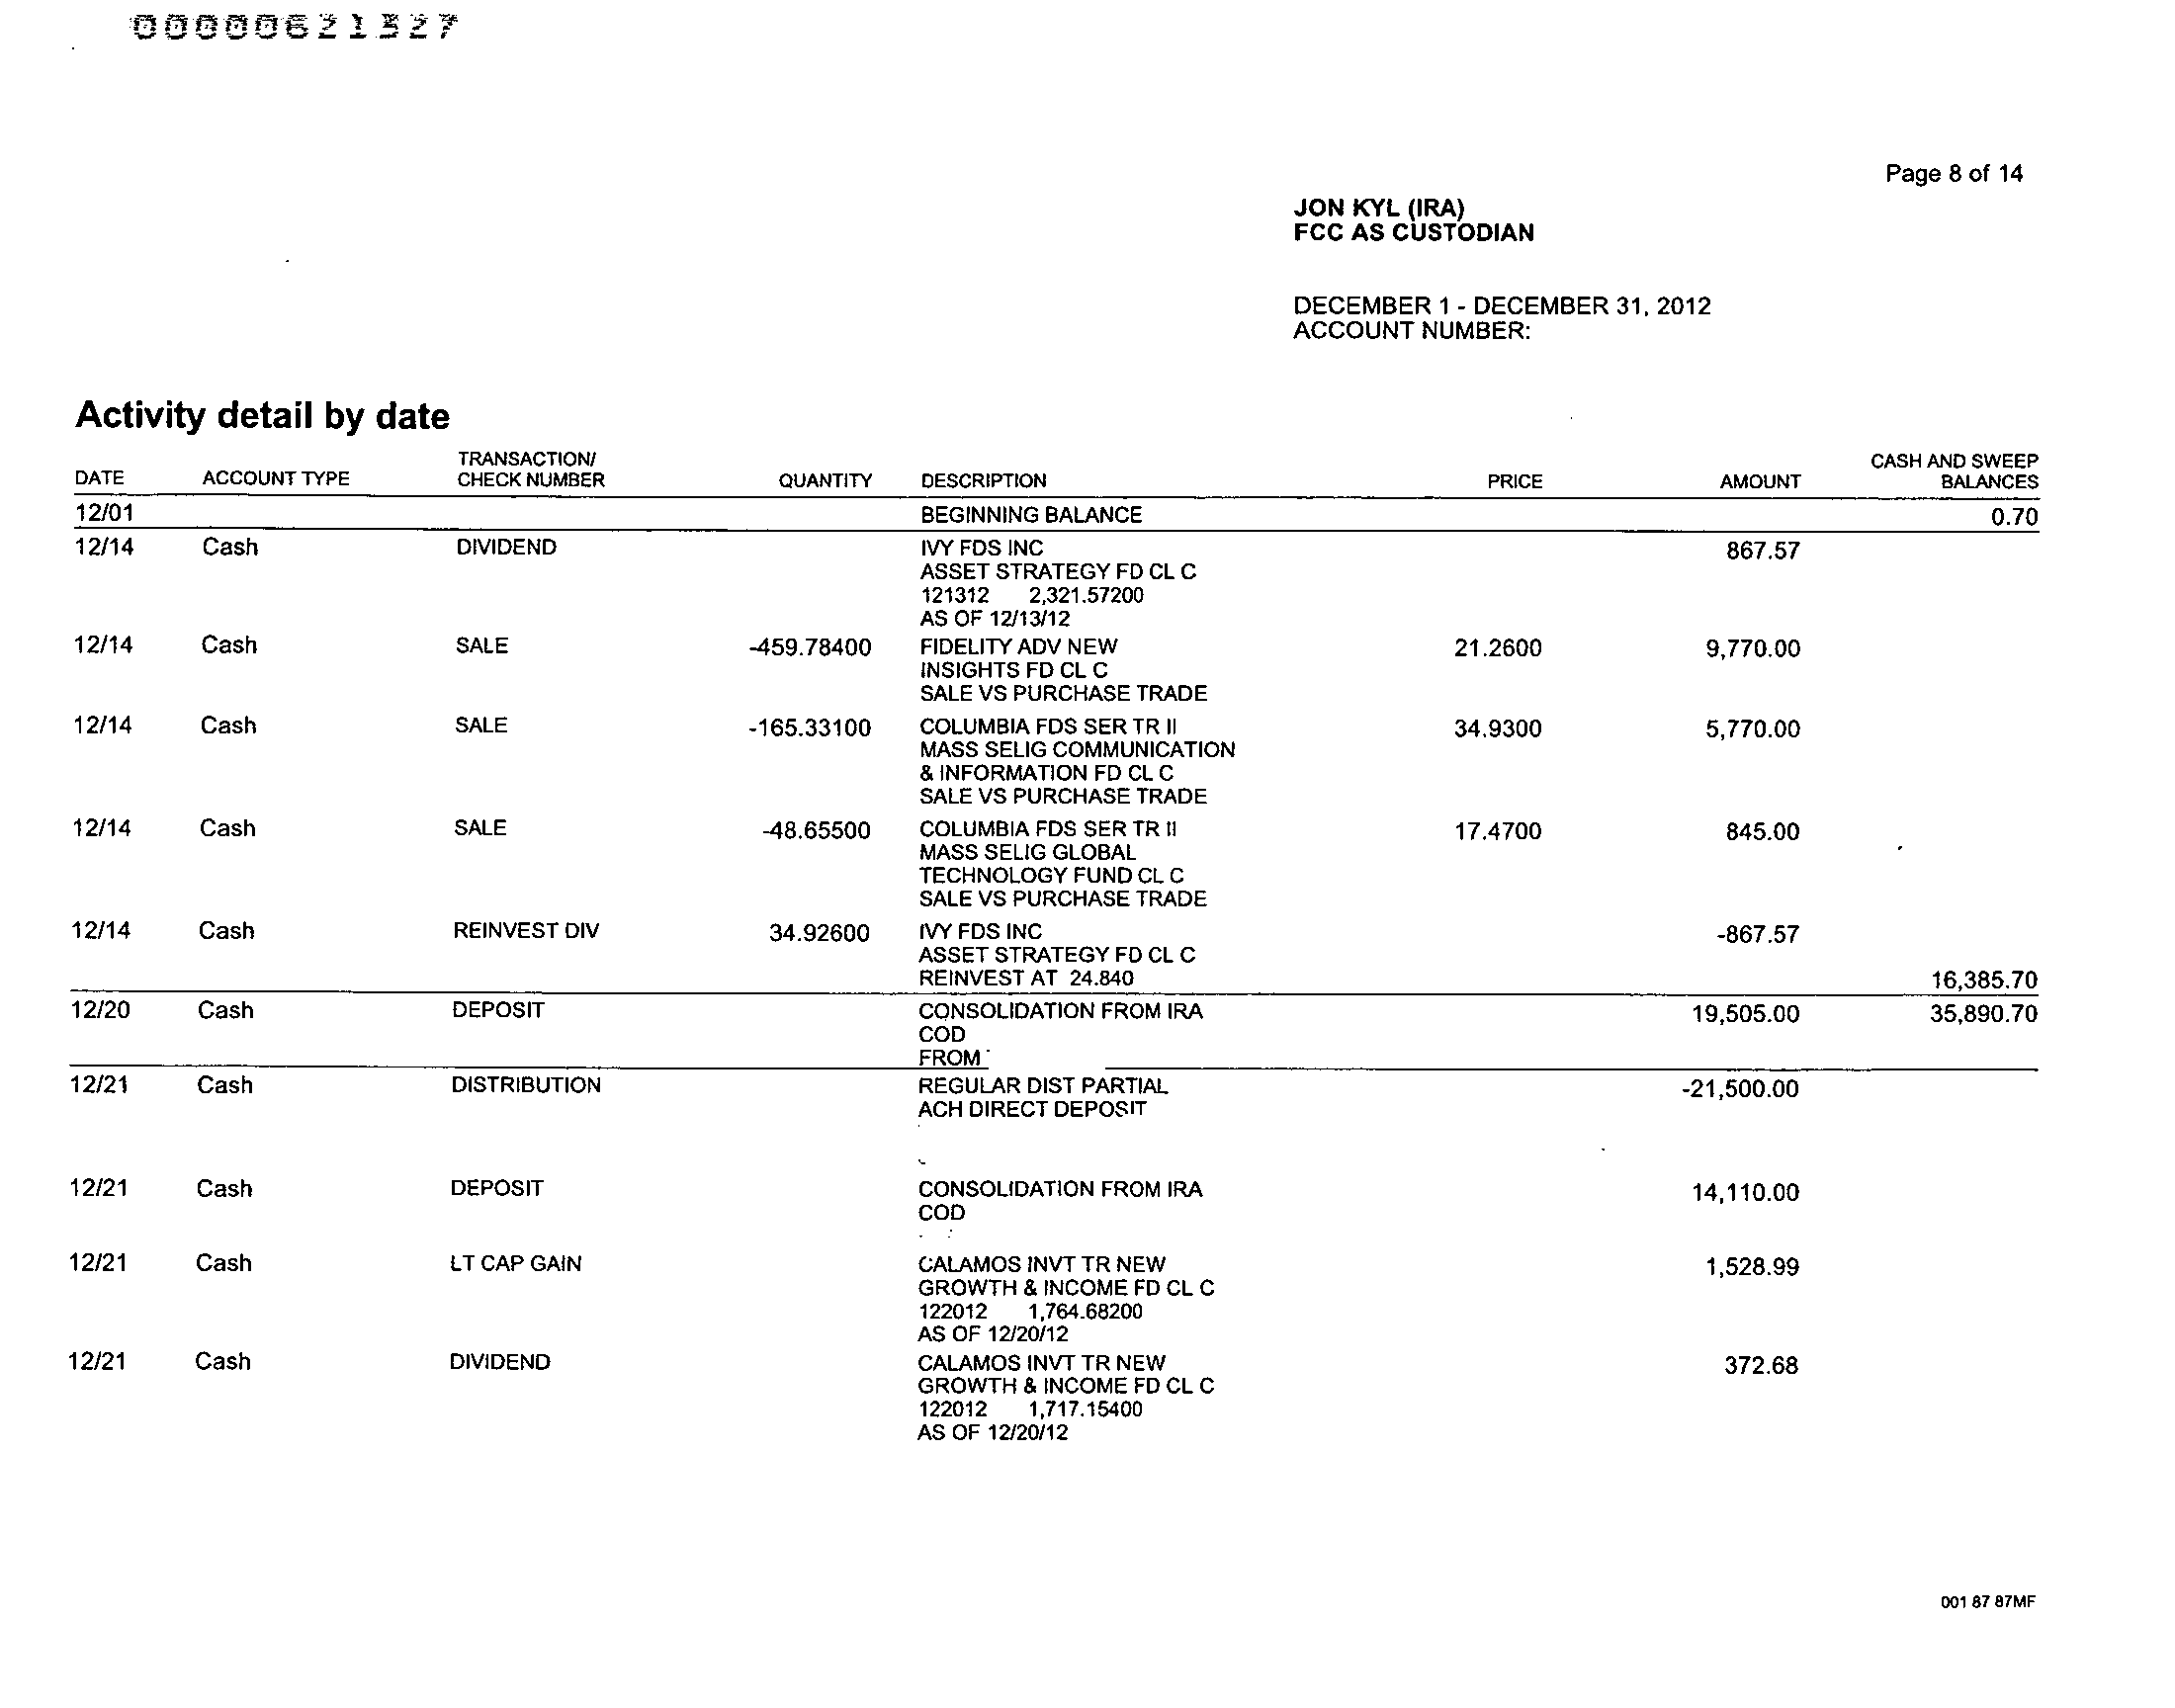 00000621327
Page 8 of 14
JON KYL (IRA)
FCC AS CUSTODIAN
DECEMBER 1 - DECEMBER 31, 2012
ACCOUNT NUMBER:
Activity detail by date
DATE ACCOUNT TYPE TRANSACTION/ CHECK NUMBER QUANTITY DESCRIPTION PRICE AMOUNT CASH AND SWEEP BALANCES
12/01 BEGINNING BALANCE 0.70
12/14 Cash DIVIDEND IVY FDS INC 867.57
ASSET STRATEGY FD CL C
121312 2,321.57200
AS OF 12/13/12
12/14 Cash SALE -459.78400 FIDELITY ADV NEW 21.2600 9,770.00
INSIGHTS FD CL C
SALE VS PURCHASE TRADE
12/14 Cash SALE -165.33100 COLUMBIA FDS SER TR II 34.9300 5,770.00
MASS SELIG COMMUNICATION
& INFORMATION FD CL C
SALE VS PURCHASE TRADE
12/14 Cash SALE -48.65500 COLUMBIA FDS SER TR II 17.4700 845.00
MASS SELIG GLOBAL
TECHNOLOGY FUND CL C
SALE VS PURCHASE TRADE
12/14 Cash REINVEST DIV 34.92600 IVY FDS INC -867.57
ASSET STRATEGY FD CL C
REINVEST AT 24.840 16,385.70
12/20 Cash DEPOSIT CONSOLIDATION FROM IRA 19,505.00 35,890.70
COD
FROM
12/21 Cash DISTRIBUTION REGULAR DIST PARTIAL -21,500.00
ACH DIRECT DEPOSIT
12/21 Cash DEPOSIT CONSOLIDATION FROM IRA 14,110.00
COD
12/21 Cash LT CAP GAIN CALAMOS INVT TR NEW 1,528.99
GROWTH & INCOME FD CL C
122012 1,764.68200
AS OF 12/20/12
12/21 Cash DIVIDEND CALAMOS INVT TR NEW 372.68
GROWTH & INCOME FD CL C
122012 1,717.15400
AS OF 12/20/12
001 87 87MF